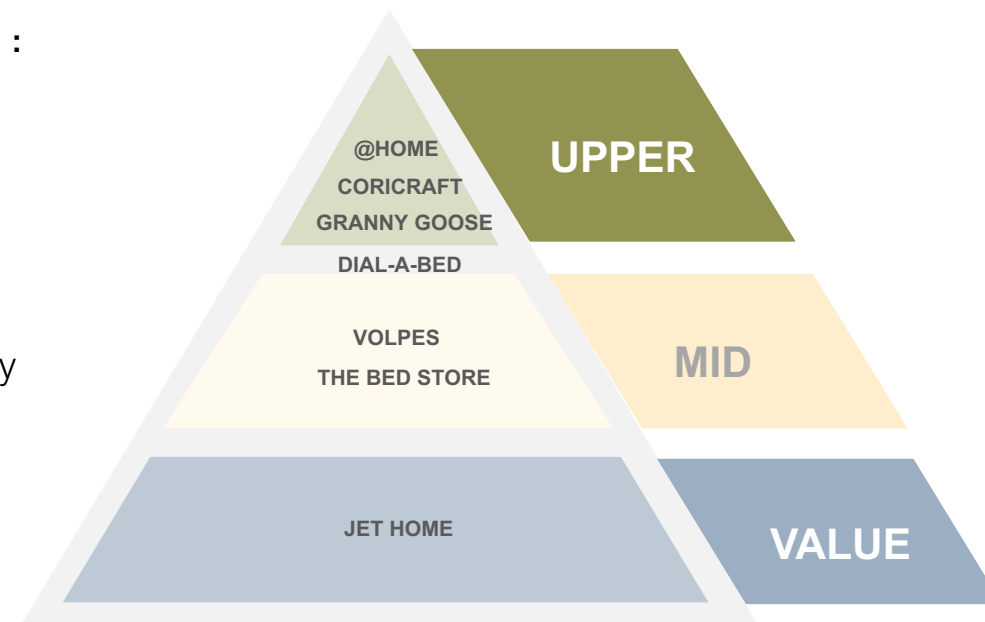 :
@HOME
CORICRAFT
GRANNY GOOSE
DIAL-A-BED
UPPER
VOLPES
THE BED STORE
y
MID
JET HOME
VALUE